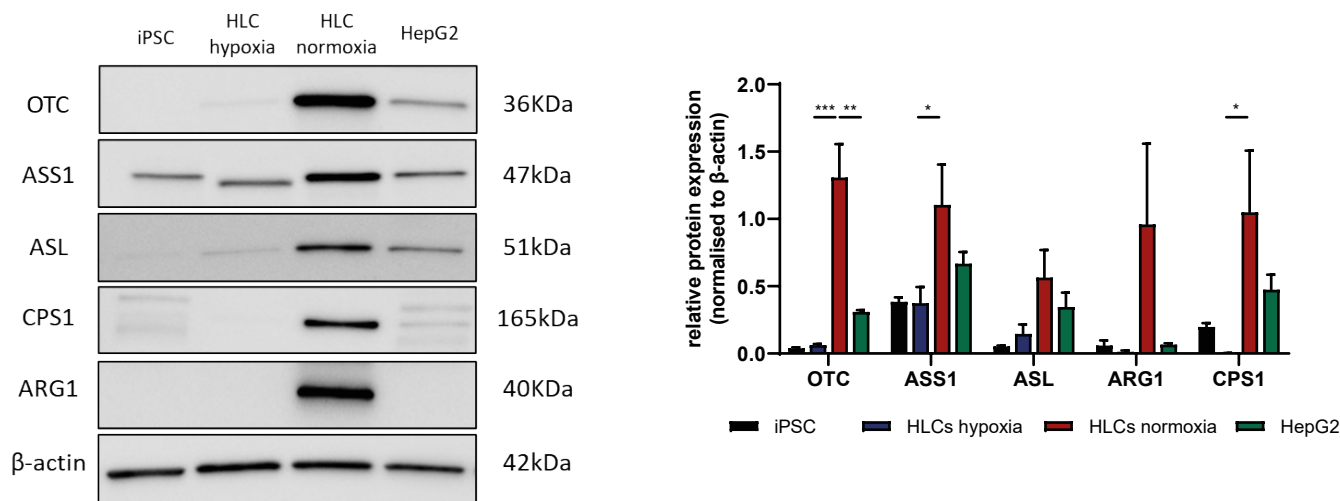 iPSC
HLC
hypoxia
HLC
normoxia
HepG2
OTC
36KDa
ASS1
47kDa
ASL
51kDa
CPS1
165kDa
ARG1
40KDa
β-actin
42kDa
relative protein expression
(normalised to β-actin)
2.0
1.5
1.0
0.5
0.0
*** ** * *
OTC ASS1 ASL ARG1 CPS1
iPSC HLCs hypoxia HLCs normoxia HepG2